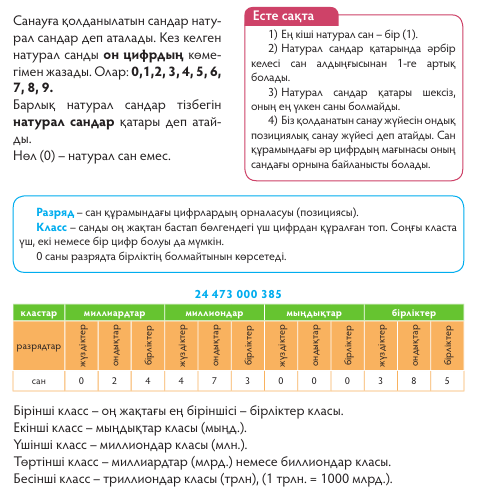 Санауға қолданылатын сандар нату-
рал сандар деп аталады. Кез келген
натурал санды он цифрдың көме-
гімен жазады. Олар: 0,1,2, 3, 4, 5, 6,
7, 8, 9.
Барлық натурал сандар тізбегін
натурал сандар қатары деп атай-
ды.
Нөл (0) – натурал сан емес.
Есте сақта
1) Ең кіші натурал сан – бір (1).
2) Натурал сандар қатарында әрбір
келесі сан алдыңғысынан 1-ге артық
болады.
3) Натурал сандар қатары шексіз,
оның ең үлкен саны болмайды.
4) Біз қолданатын санау жүйесін ондық
позициялық санау жүйесі деп атайды. Сан
құрамындағы әр цифрдың мағынасы оның
сандағы орнына байланысты болады.
Разряд – сан құрамындағы цифрлардың орналасуы (позициясы).
Класс – санды оң жақтан бастап бөлгендегі үш цифрдан құралған топ. Соңғы класта
үш, екі немесе бір цифр болуы да мүмкін.
0 саны разрядта бірліктің болмайтынын көрсетеді.
24 473 000 385
кластар миллиардтар миллиондар мыңдықтар бірліктер
разрядтар жүздіктер ондықтар бірліктер жүздіктер ондықтар бірліктер жүздіктер ондықтар бірліктер жүздіктер ондықтар бірліктер
сан 0 2 4 4 7 3 0 0 0 3 8 5
Бірінші класс – оң жақтағы ең біріншісі – бірліктер класы.
Екінші класс – мыңдықтар класы (мыңд.).
Үшінші класс – миллиондар класы (млн.).
Төртінші класс – миллиардтар (млрд.) немесе биллиондар класы.
Бесінші класс – триллиондар класы (трлн), (1 трлн. = 1000 млрд.).